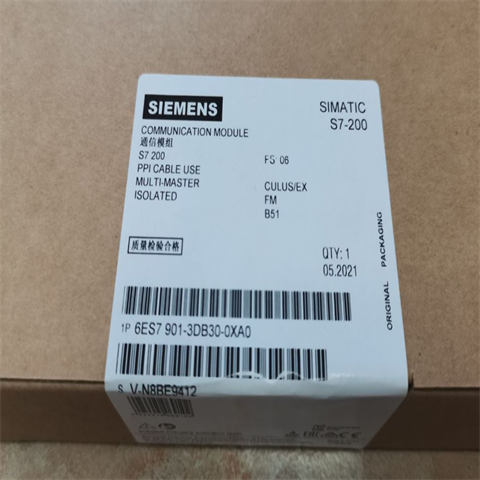 SIEMENS
SIMATIC
S7-200
COMMUNICATION MODULE
通信模组
S7 200
PPI CABLE USE
MULTI-MASTER
ISOLATED
FS 06
CULUS/EX
FM
B51
质量检验合格
QTY: 1
05.2021
ORIGINAL PACKAGING
1P 6ES7 901-3DB30-0XA0
S V-N8BE9412